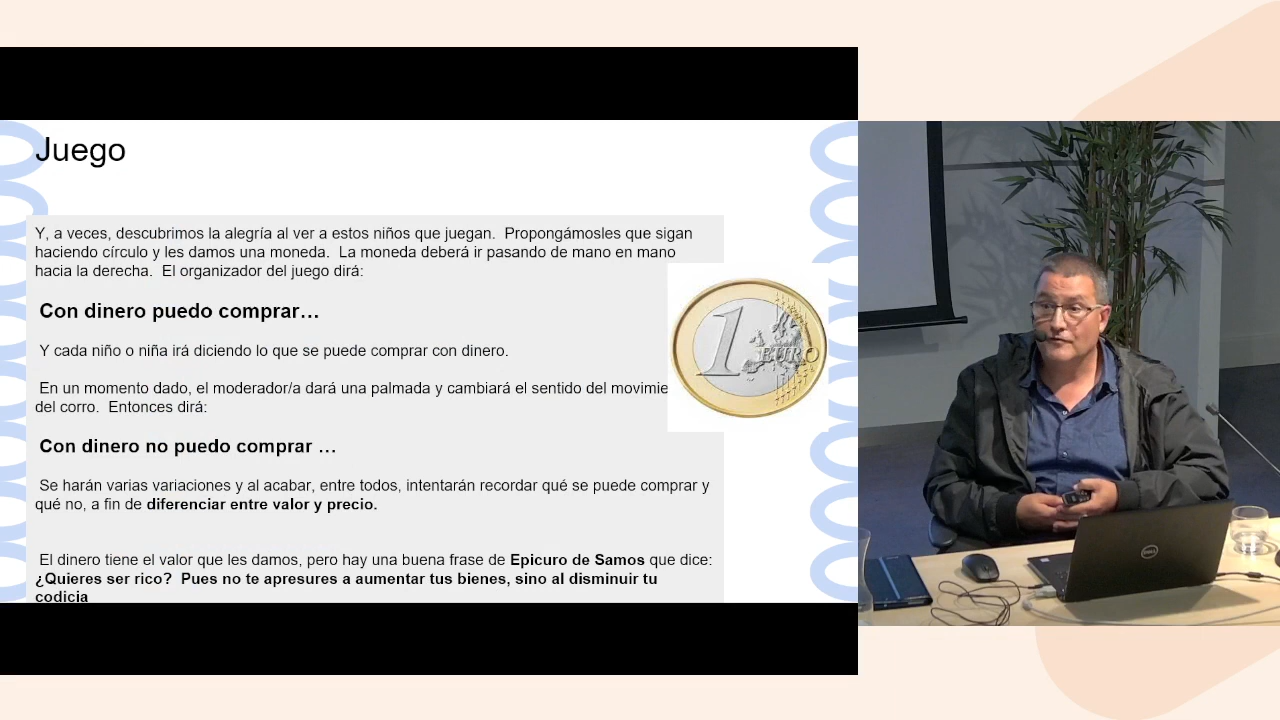 Juego
Y, a veces, descubrimos la alegría al ver a estos niños que juegan.  Propongámosles que sigan
haciendo círculo y les damos una moneda.  La moneda deberá ir pasando de mano en mano
hacia la derecha.  El organizador del juego dirá:
Con dinero puedo comprar…
Y cada niño o niña irá diciendo lo que se puede comprar con dinero.
En un momento dado, el moderador/a dará una palmada y cambiará el sentido del movimie
del corro.  Entonces dirá:
Con dinero no puedo comprar …
Se harán varias variaciones y al acabar, entre todos, intentarán recordar qué se puede comprar y
qué no, a fin de diferenciar entre valor y precio.
El dinero tiene el valor que les damos, pero hay una buena frase de Epicuro de Samos que dice:
¿Quieres ser rico?  Pues no te apresures a aumentar tus bienes, sino al disminuir tu
codicia
1 EURO
DELL